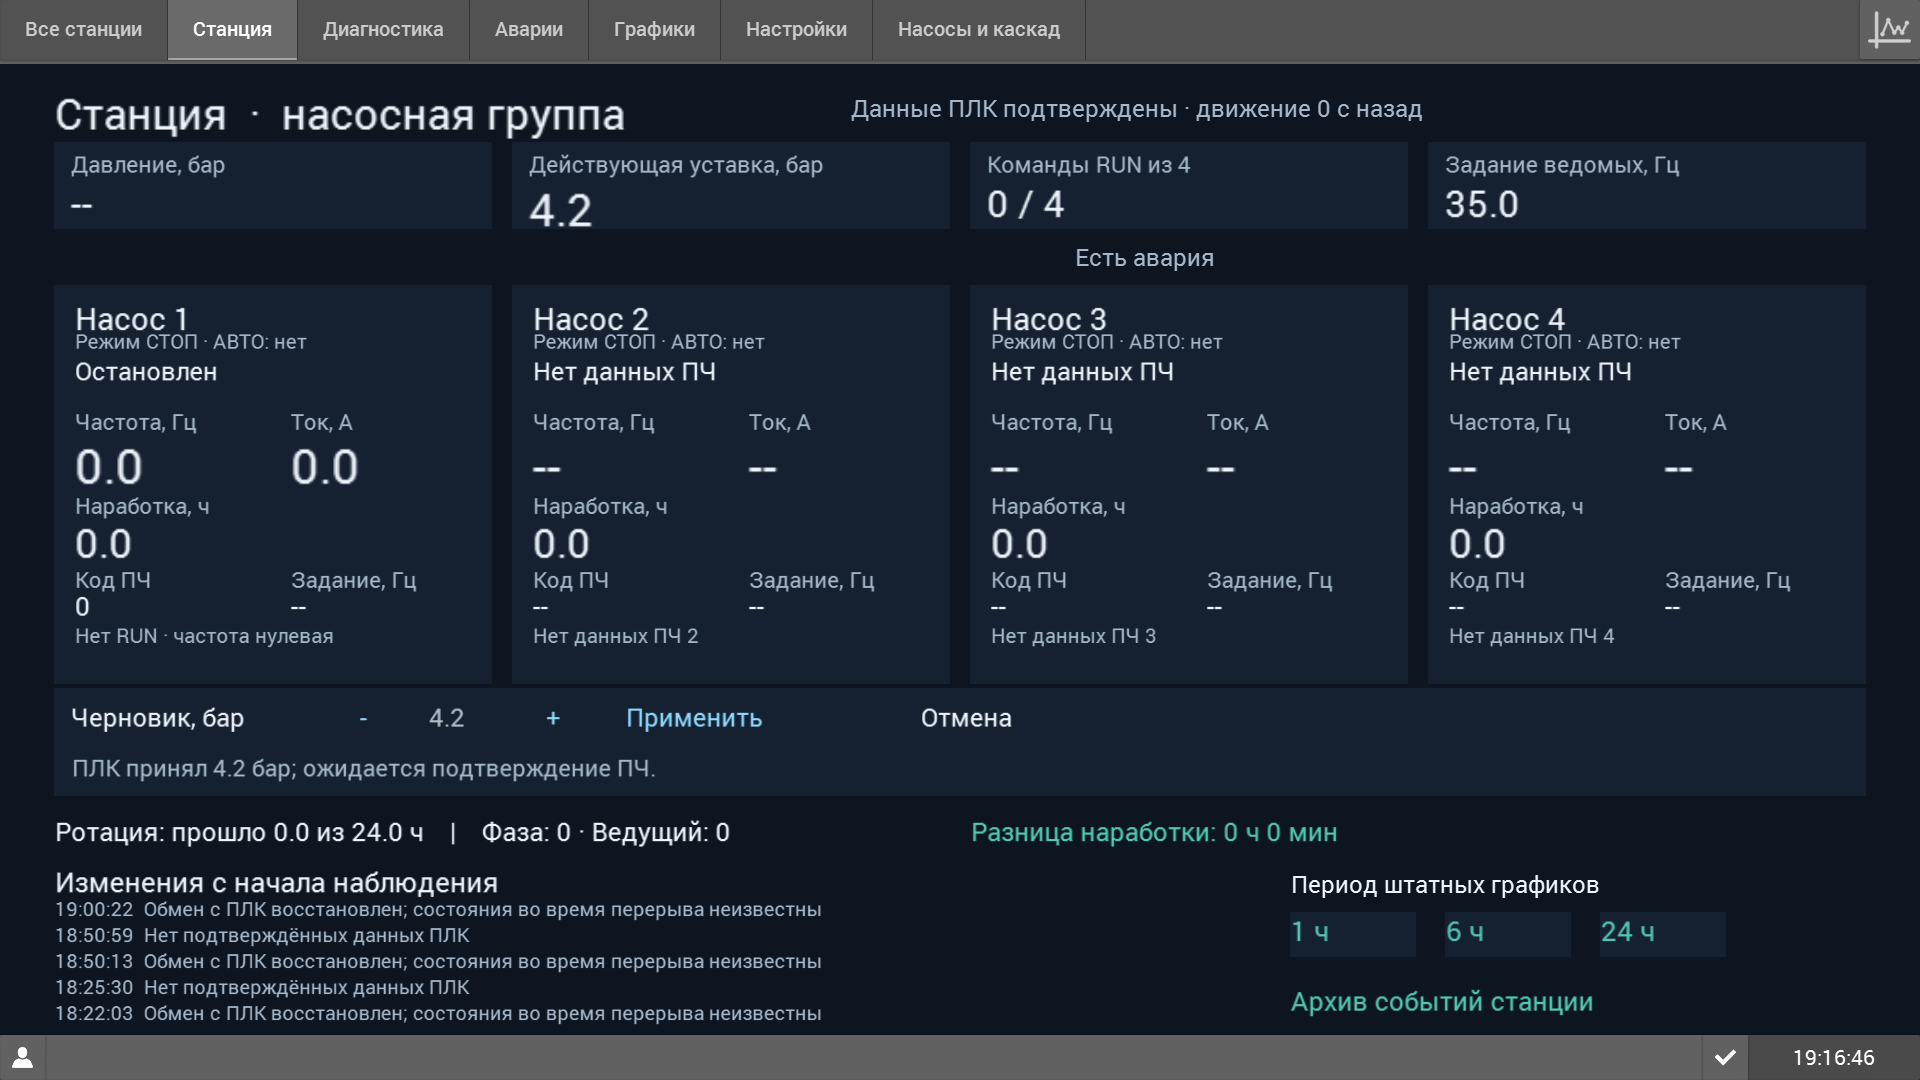 Все станции Станция Диагностика Аварии Графики Настройки Насосы и каскад
Станция · насосная группа
Данные ПЛК подтверждены · движение 0 с назад
Давление, бар
--
Действующая уставка, бар
4.2
Команды RUN из 4
0 / 4
Задание ведомых, Гц
35.0
Есть авария
Насос 1
Режим СТОП · АВТО: нет
Остановлен
Частота, Гц Ток, А
0.0 0.0
Наработка, ч
0.0
Код ПЧ Задание, Гц
0 --
Нет RUN · частота нулевая
Насос 2
Режим СТОП · АВТО: нет
Нет данных ПЧ
Частота, Гц Ток, А
-- --
Наработка, ч
0.0
Код ПЧ Задание, Гц
-- --
Нет данных ПЧ 2
Насос 3
Режим СТОП · АВТО: нет
Нет данных ПЧ
Частота, Гц Ток, А
-- --
Наработка, ч
0.0
Код ПЧ Задание, Гц
-- --
Нет данных ПЧ 3
Насос 4
Режим СТОП · АВТО: нет
Нет данных ПЧ
Частота, Гц Ток, А
-- --
Наработка, ч
0.0
Код ПЧ Задание, Гц
-- --
Нет данных ПЧ 4
Черновик, бар - 4.2 + Применить Отмена
ПЛК принял 4.2 бар; ожидается подтверждение ПЧ.
Ротация: прошло 0.0 из 24.0 ч | Фаза: 0 · Ведущий: 0
Разница наработки: 0 ч 0 мин
Изменения с начала наблюдения
19:00:22 Обмен с ПЛК восстановлен; состояния во время перерыва неизвестны
18:50:59 Нет подтверждённых данных ПЛК
18:50:13 Обмен с ПЛК восстановлен; состояния во время перерыва неизвестны
18:25:30 Нет подтверждённых данных ПЛК
18:22:03 Обмен с ПЛК восстановлен; состояния во время перерыва неизвестны
Период штатных графиков
1 ч 6 ч 24 ч
Архив событий станции
19:16:46